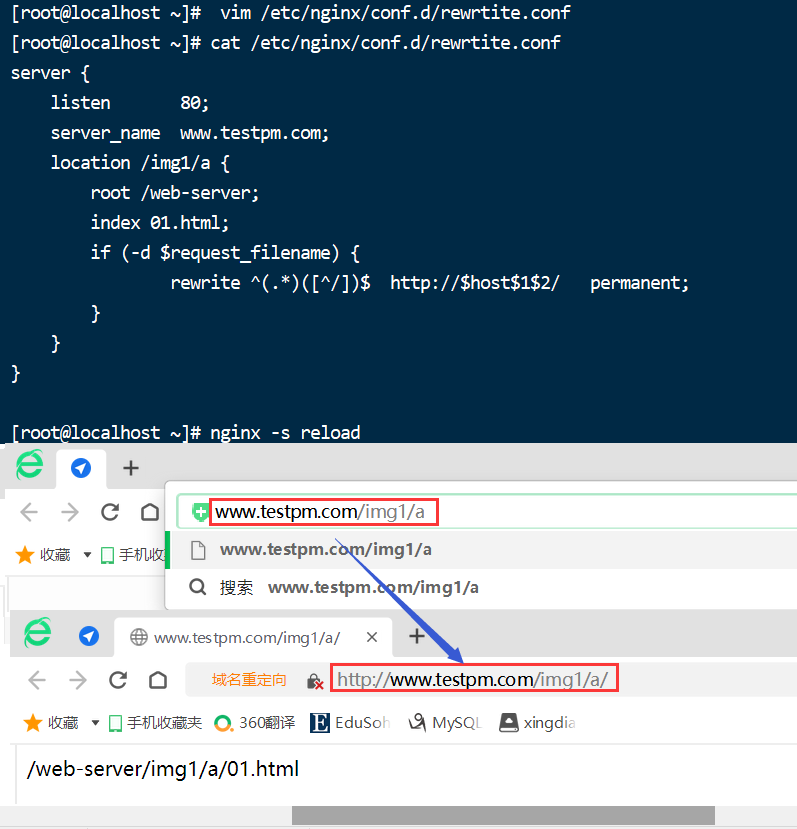 [root@localhost ~]#  vim /etc/nginx/conf.d/rewrtite.conf
[root@localhost ~]# cat /etc/nginx/conf.d/rewrtite.conf
server {
    listen       80;
    server_name  www.testpm.com;
    location /img1/a {
        root /web-server;
        index 01.html;
        if (-d $request_filename) {
                rewrite ^(.*)([^/])$  http://$host$1$2/   permanent;
        }
    }
}
[root@localhost ~]# nginx -s reload
www.testpm.com/img1/a
收藏 手机收
www.testpm.com/img1/a
搜索 www.testpm.com/img1/a
www.testpm.com/img1/a/
域名重定向 http://www.testpm.com/img1/a/
收藏 手机收藏夹 360翻译 EduSoh MySQL xingdia
/web-server/img1/a/01.html